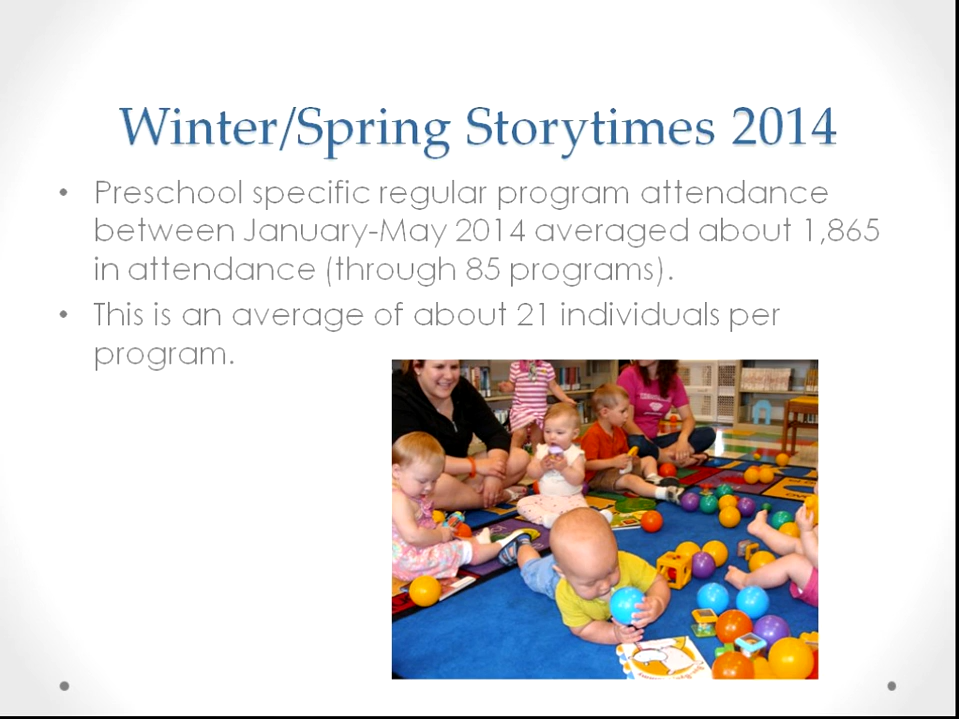 Winter/Spring Storytimes 2014
• Preschool specific regular program attendance
between January-May 2014 averaged about 1,865
in attendance (through 85 programs).
• This is an average of about 21 individuals per
program.